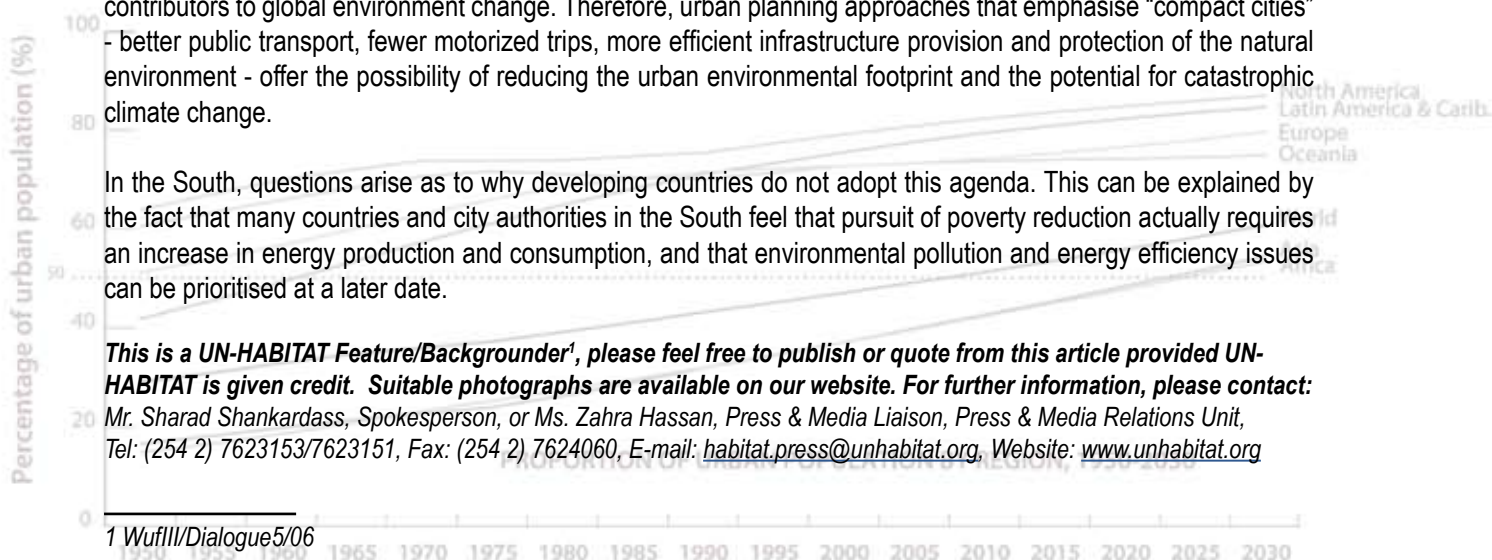 contributors to global environment change. Therefore, urban planning approaches that emphasise “compact cities”
- better public transport, fewer motorized trips, more efficient infrastructure provision and protection of the natural
environment - offer the possibility of reducing the urban environmental footprint and the potential for catastrophic
climate change.
In the South, questions arise as to why developing countries do not adopt this agenda. This can be explained by
the fact that many countries and city authorities in the South feel that pursuit of poverty reduction actually requires
an increase in energy production and consumption, and that environmental pollution and energy efficiency issues
can be prioritised at a later date.
This is a UN-HABITAT Feature/Backgrounder1, please feel free to publish or quote from this article provided UN-
HABITAT is given credit. Suitable photographs are available on our website. For further information, please contact:
Mr. Sharad Shankardass, Spokesperson, or Ms. Zahra Hassan, Press & Media Liaison, Press & Media Relations Unit,
Tel: (254 2) 7623153/7623151, Fax: (254 2) 7624060, E-mail: habitat.press@unhabitat.org, Website: www.unhabitat.org
1 WufIII/Dialogue5/06
Percentage of urban population (%)
100
80
60
50
40
20
0
North America
Latin America & Carib.
Europe
Oceania
Asia
Africa
PROPORTION OF URBAN POPULATION BY REGION, 1950-2030
1950 1955 1960 1965 1970 1975 1980 1985 1990 1995 2000 2005 2010 2015 2020 2025 2030